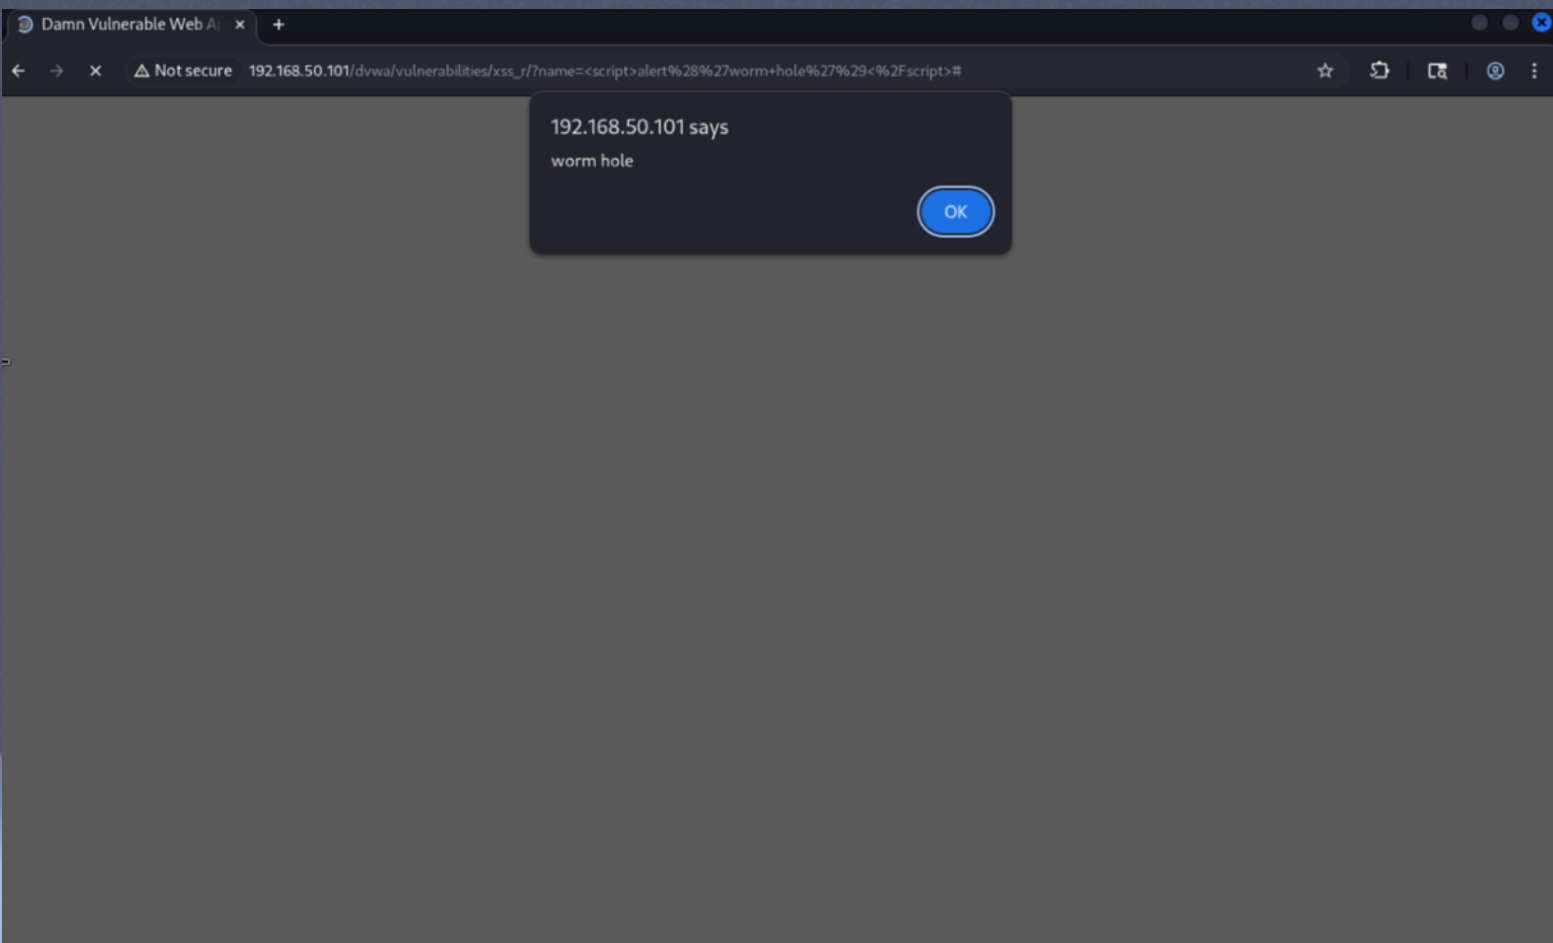 Damn Vulnerable Web A
Not secure 192.168.50.101/dvwa/vulnerabilities/xss_r/?name=<script>alert%28%27worm+hole%27%29<%2Fscript>#
192.168.50.101 says
worm hole
OK